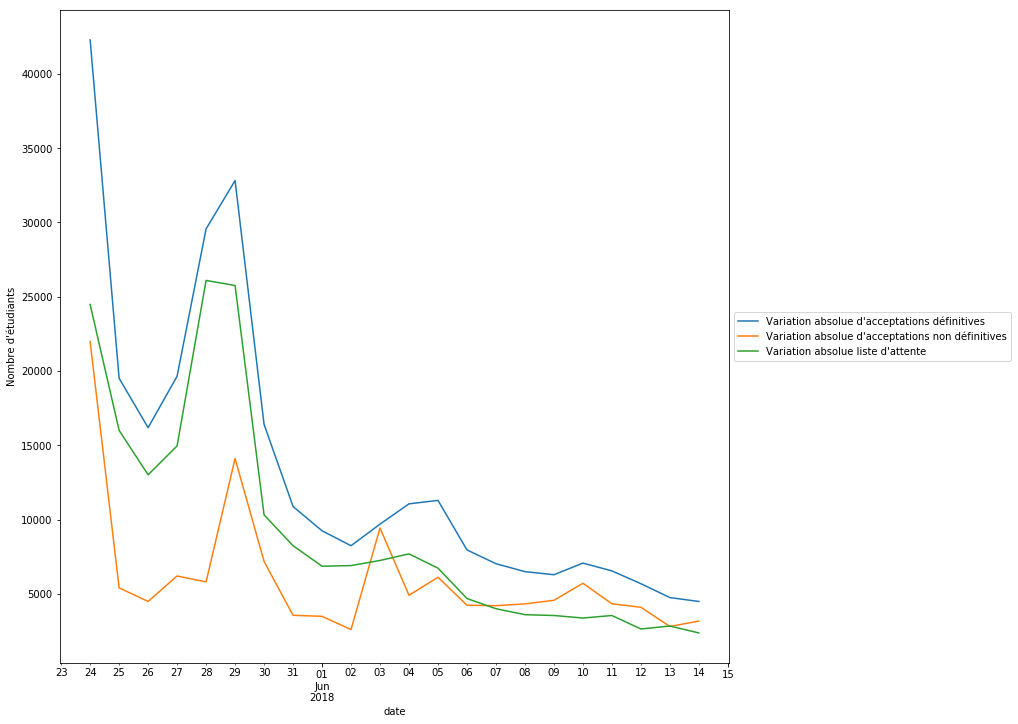 40000
35000
30000
25000
20000
15000
10000
5000
Nombre d'étudiants
Variation absolue d'acceptations définitives
Variation absolue d'acceptations non définitives
Variation absolue liste d'attente
23 24 25 26 27 28 29 30 31 01 02 03 04 05 06 07 08 09 10 11 12 13 14 15
Jun
2018
date